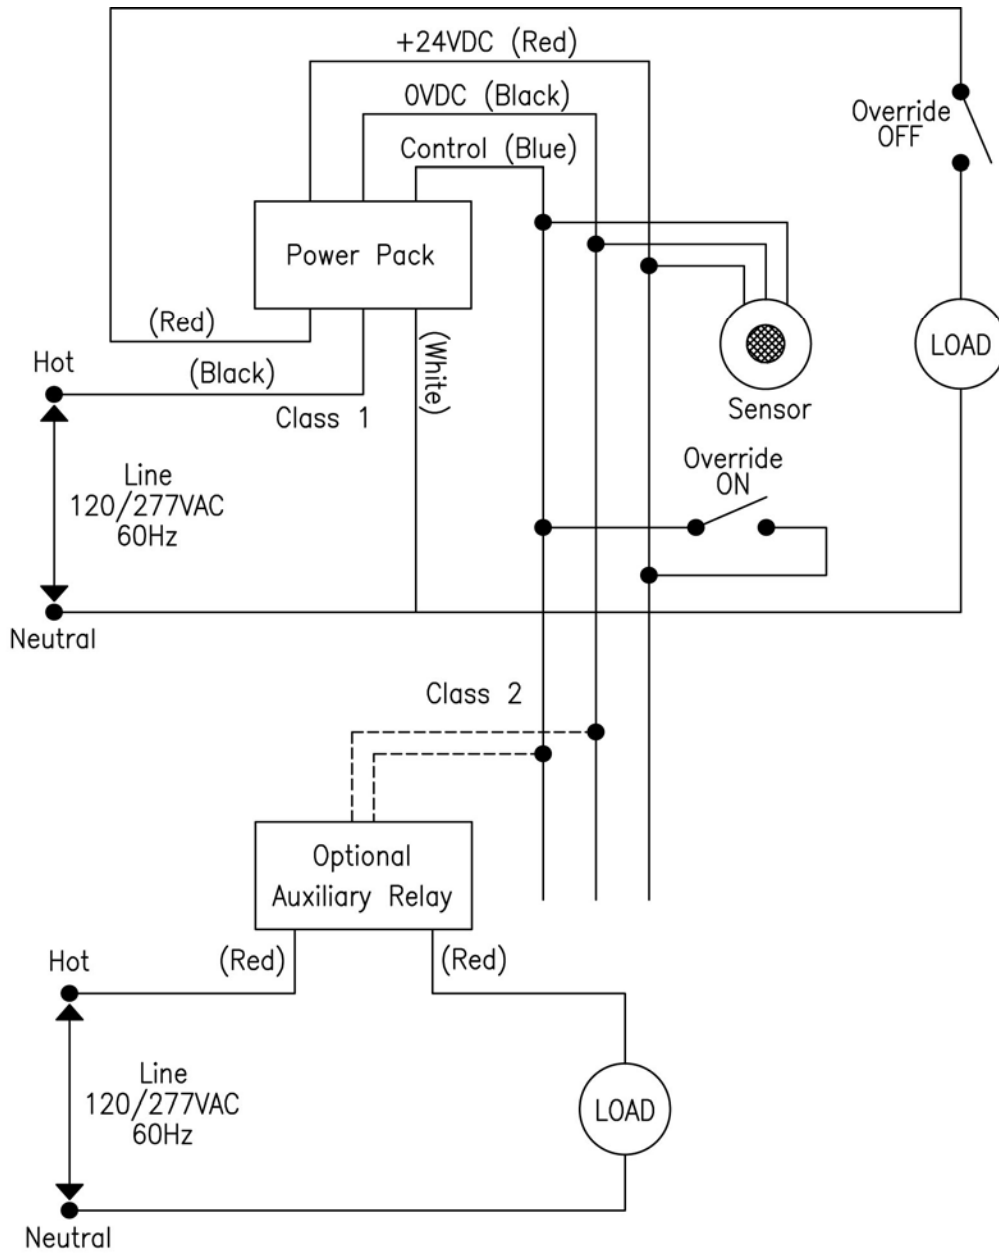 +24VDC (Red)
0VDC (Black)
Override
OFF
Control (Blue)
Power Pack
(Red)
(White)
LOAD
Hot
(Black)
Class 1
Sensor
Override
ON
Line
120/277VAC
60Hz
Neutral
Class 2
Optional
Auxiliary Relay
(Red)
(Red)
Hot
Line
120/277VAC
60Hz
LOAD
Neutral